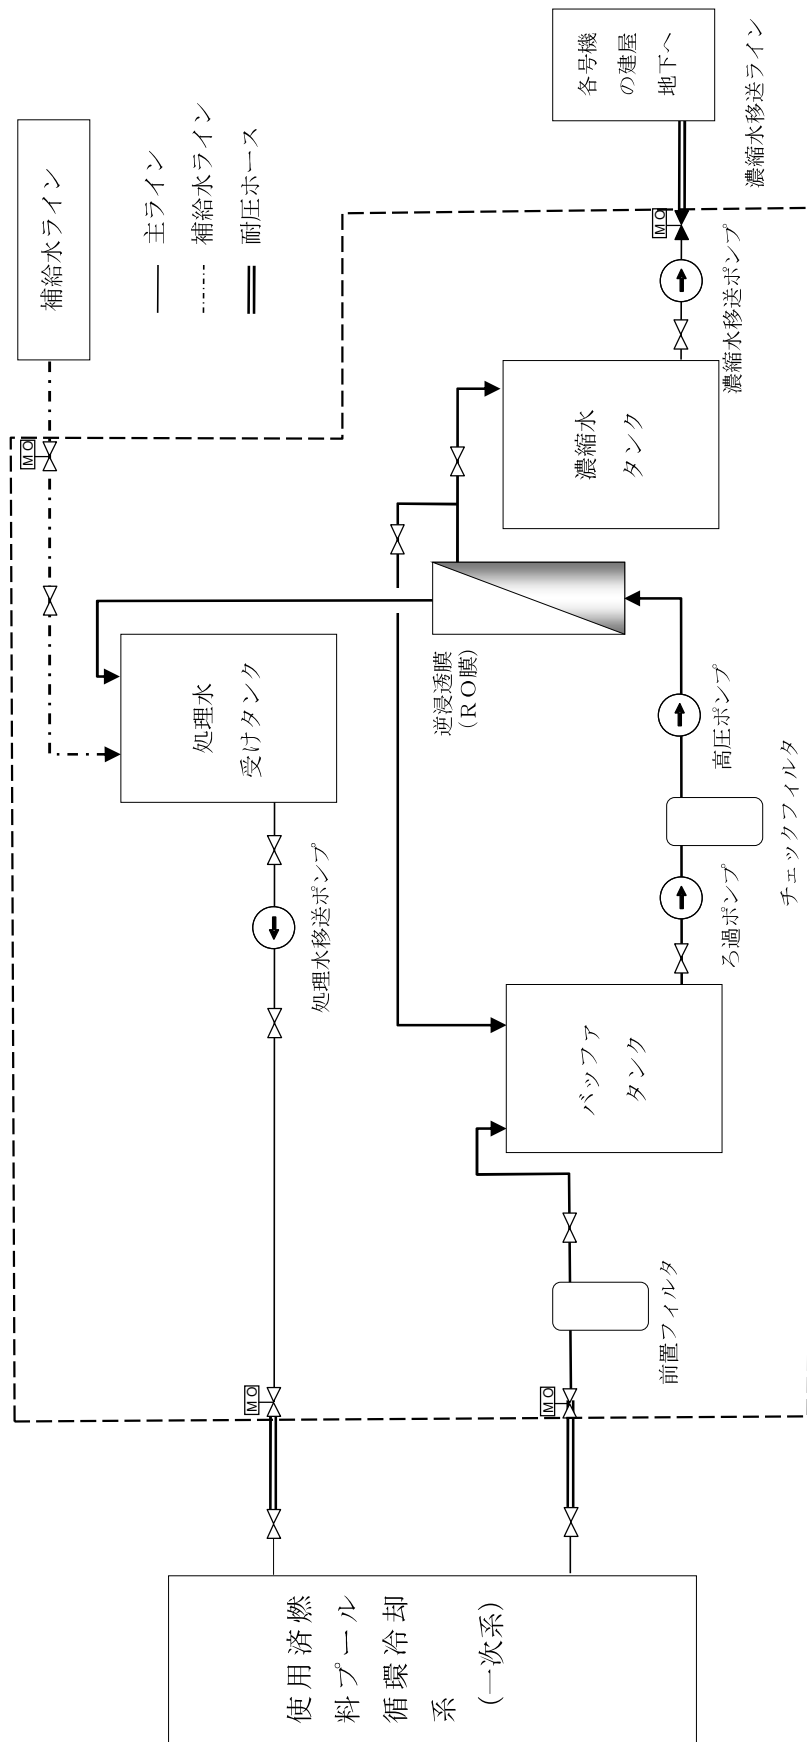 補給水ライン
主ライン
補給水ライン
耐圧ホース
各号機
の建屋
地下へ
濃縮水移送ライン
MO
MO
濃縮水移送ポンプ
濃縮水
タンク
処理水
受けタンク
逆浸透膜
(RO膜)
高圧ポンプ
チェックフィルタ
ろ過ポンプ
処理水移送ポンプ
バッファ
タンク
前置フィルタ
MO
MO
使用済燃
料プール
循環冷却
系
(一次系)